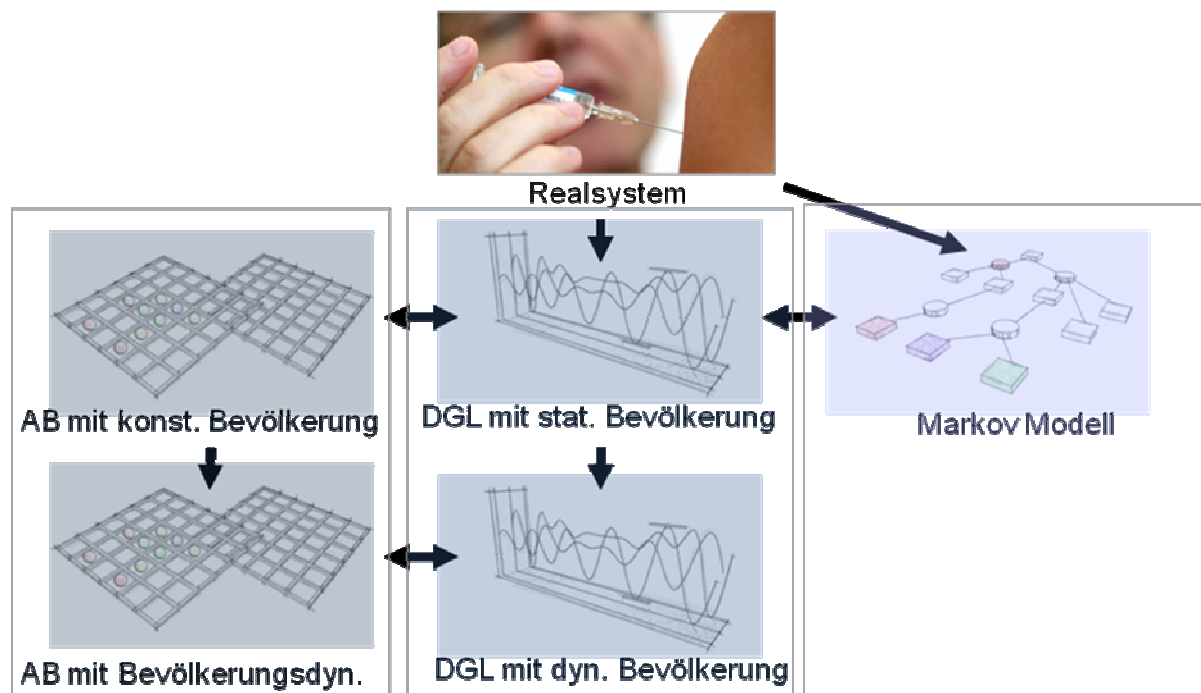 Realsystem
AB mit konst. Bevölkerung
DGL mit stat. Bevölkerung
Markov Modell
AB mit Bevölkerungsdyn.
DGL mit dyn. Bevölkerung